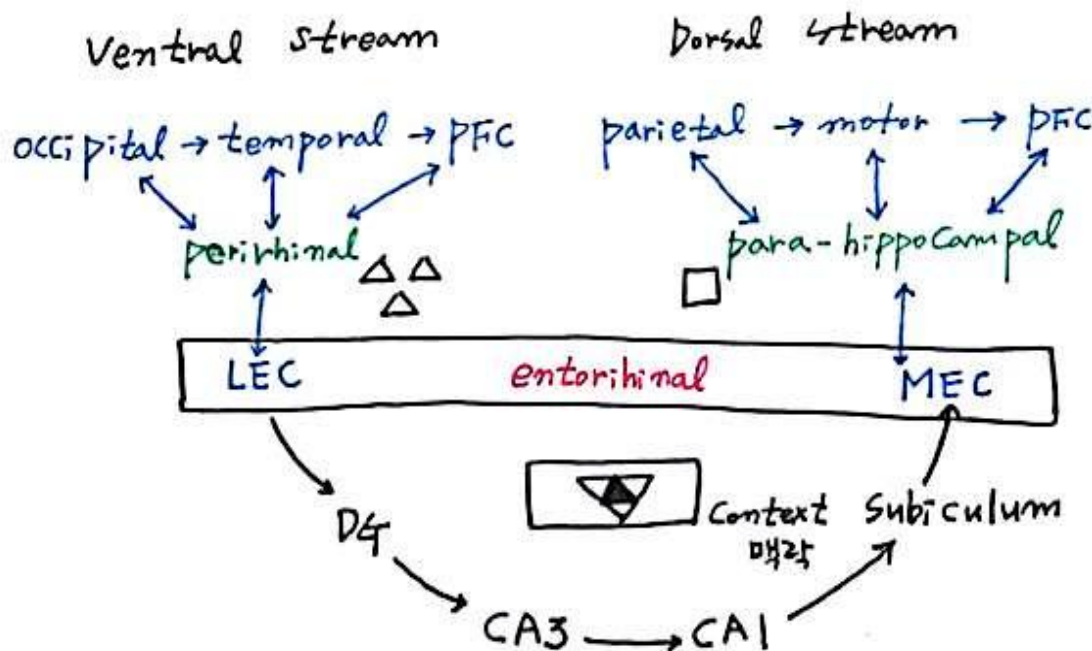 Ventral stream
Dorsal stream
occipital → temporal → PFC
parietal → motor → PFC
perirhinal
para-hippocampal
LEC entorihinal MEC
DG
Context Subiculum
맥락
CA3 → CA1